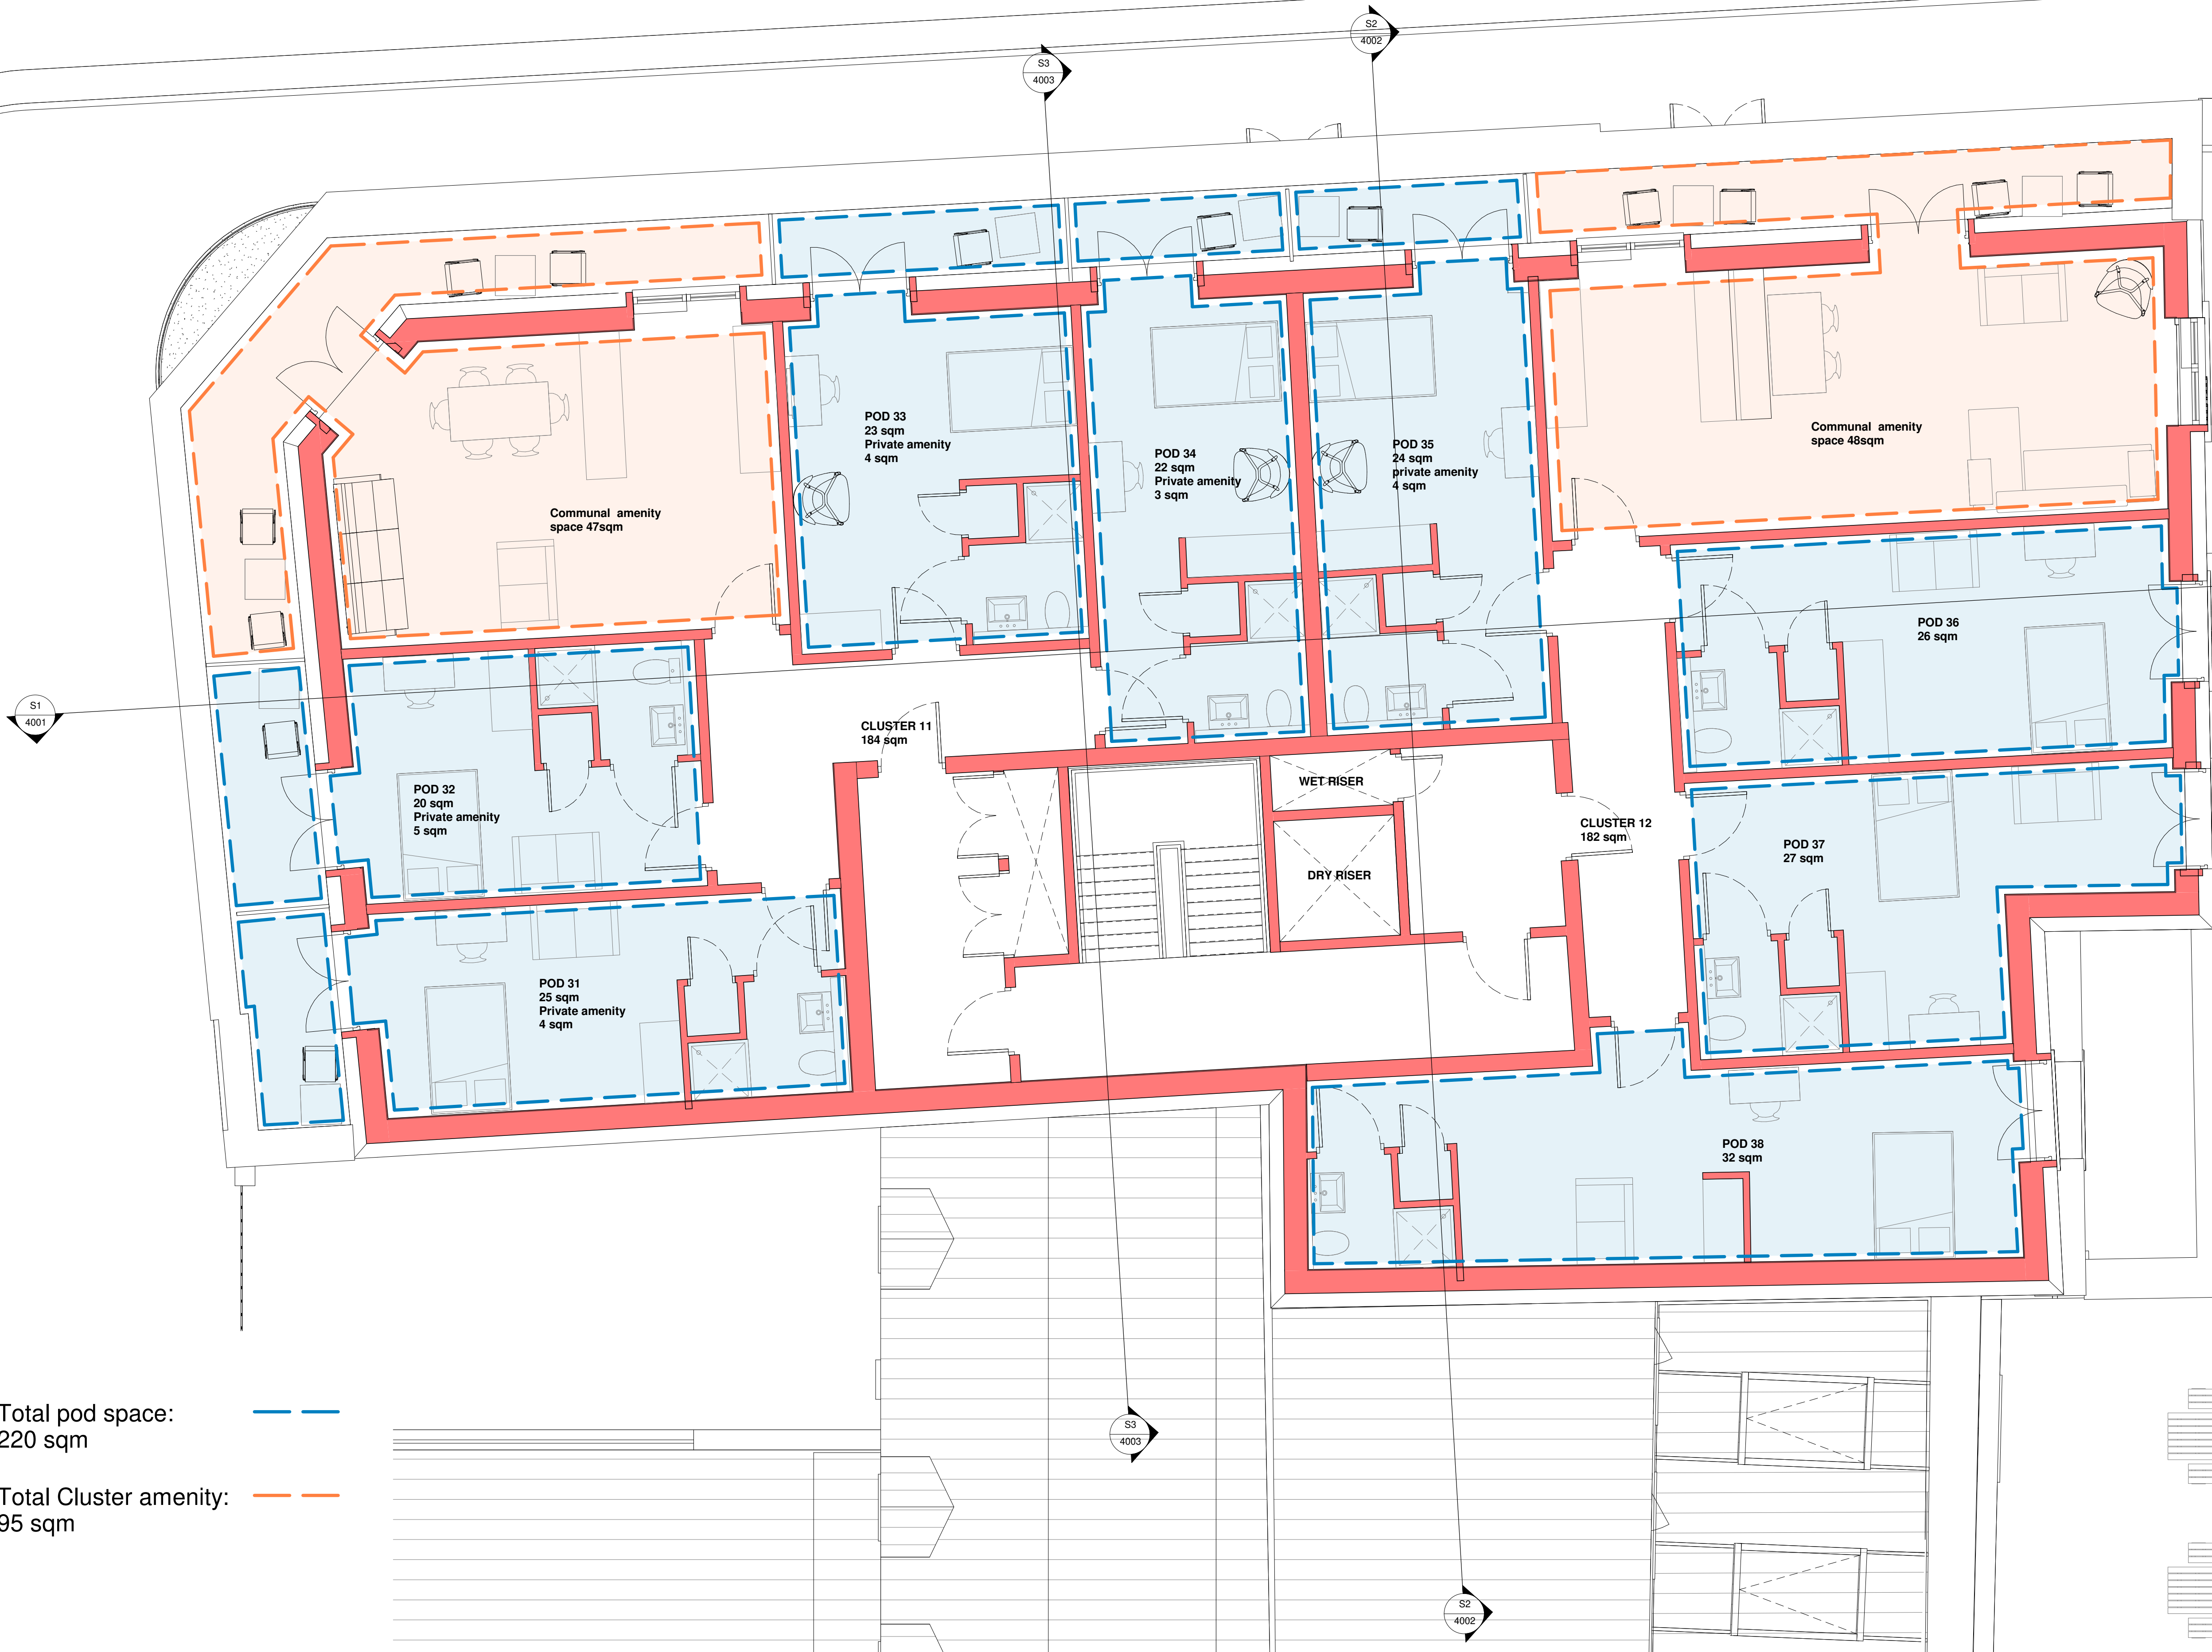 S2
4002
S3
4003
POD 33
23 sqm
Private amenity
4 sqm
POD 34
22 sqm
Private amenity
3 sqm
POD 35
24 sqm
private amenity
4 sqm
Communal amenity
space 48sqm
Communal amenity
space 47sqm
POD 36
26 sqm
S1
4001
CLUSTER 11
184 sqm
POD 32
20 sqm
Private amenity
5 sqm
WET RISER
CLUSTER 12
182 sqm
DRY RISER
POD 37
27 sqm
POD 31
25 sqm
Private amenity
4 sqm
POD 38
32 sqm
Total pod space:
220 sqm
Total Cluster amenity:
95 sqm
S3
4003
S2
4002